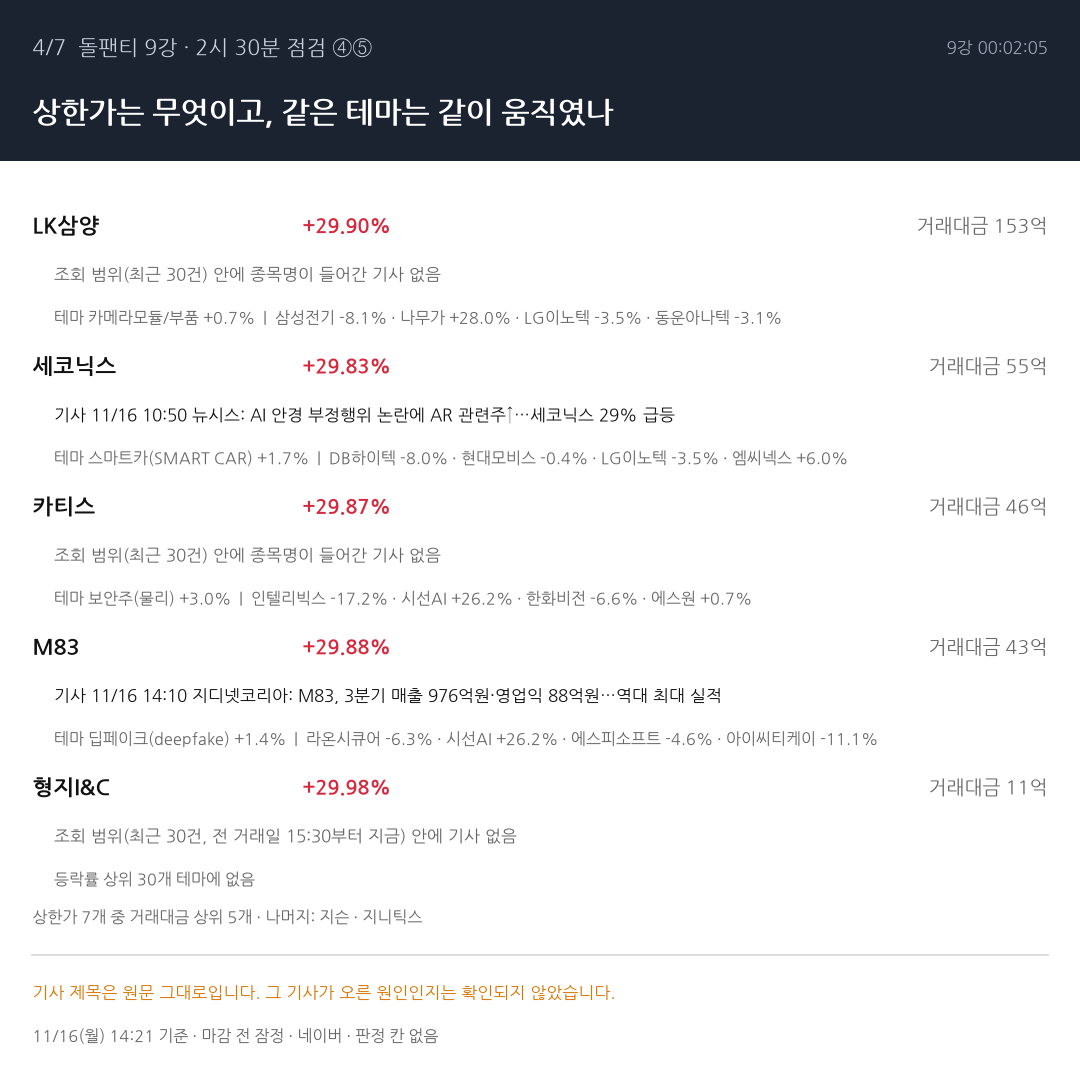 4/7 돌팬티 9강 · 2시 30분 점검 ④⑤
9강 00:02:05
상한가는 무엇이고, 같은 테마는 같이 움직였나
LK삼양 +29.90% 거래대금 153억
조회 범위(최근 30건) 안에 종목명이 들어간 기사 없음
테마 카메라모듈/부품 +0.7% | 삼성전기 -8.1% · 나무가 +28.0% · LG이노텍 -3.5% · 동운아나텍 -3.1%
세코닉스 +29.83% 거래대금 55억
기사 11/16 10:50 뉴시스: AI 안경 부정행위 논란에 AR 관련주↑…세코닉스 29% 급등
테마 스마트카(SMART CAR) +1.7% | DB하이텍 -8.0% · 현대모비스 -0.4% · LG이노텍 -3.5% · 엠씨넥스 +6.0%
카티스 +29.87% 거래대금 46억
조회 범위(최근 30건) 안에 종목명이 들어간 기사 없음
테마 보안주(물리) +3.0% | 인텔리빅스 -17.2% · 시선AI +26.2% · 한화비전 -6.6% · 에스원 +0.7%
M83 +29.88% 거래대금 43억
기사 11/16 14:10 지디넷코리아: M83, 3분기 매출 976억원·영업익 88억원…역대 최대 실적
테마 딥페이크(deepfake) +1.4% | 라온시큐어 -6.3% · 시선AI +26.2% · 에스피소프트 -4.6% · 아이씨티케이 -11.1%
형지I&C +29.98% 거래대금 11억
조회 범위(최근 30건, 전 거래일 15:30부터 지금) 안에 기사 없음
등락률 상위 30개 테마에 없음
상한가 7개 중 거래대금 상위 5개 · 나머지: 지슨 · 지니틱스
기사 제목은 원문 그대로입니다. 그 기사가 오른 원인인지는 확인되지 않았습니다.
11/16(월) 14:21 기준 · 마감 전 잠정 · 네이버 · 판정 칸 없음